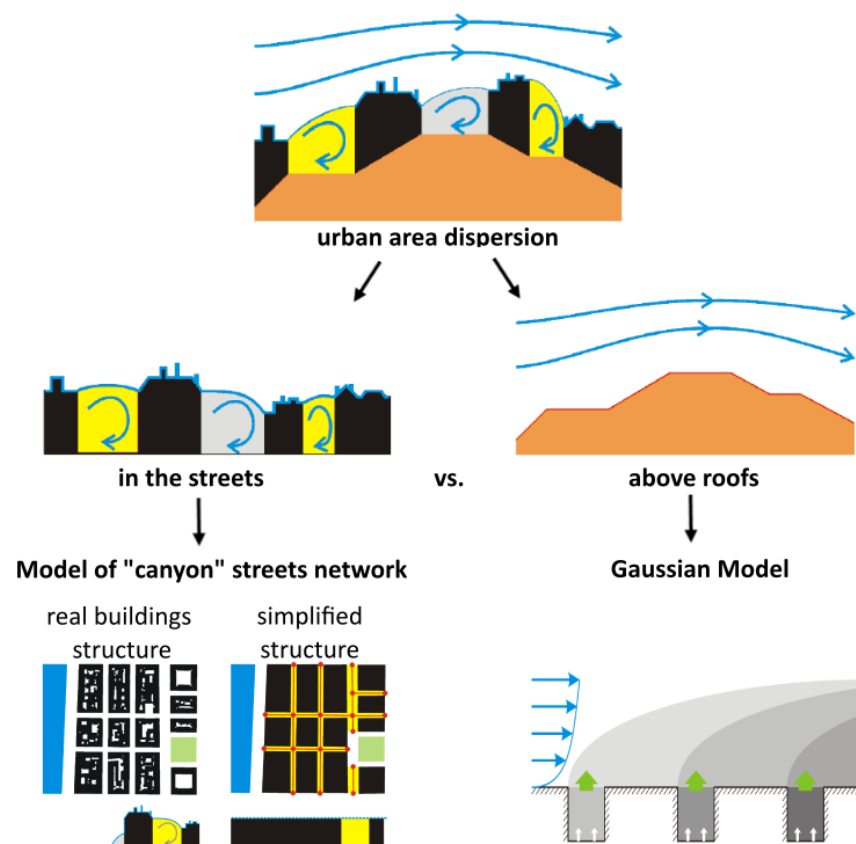 urban area dispersion
in the streets
vs.
above roofs
Model of "canyon" streets network
Gaussian Model
real buildings
structure
simplified
structure